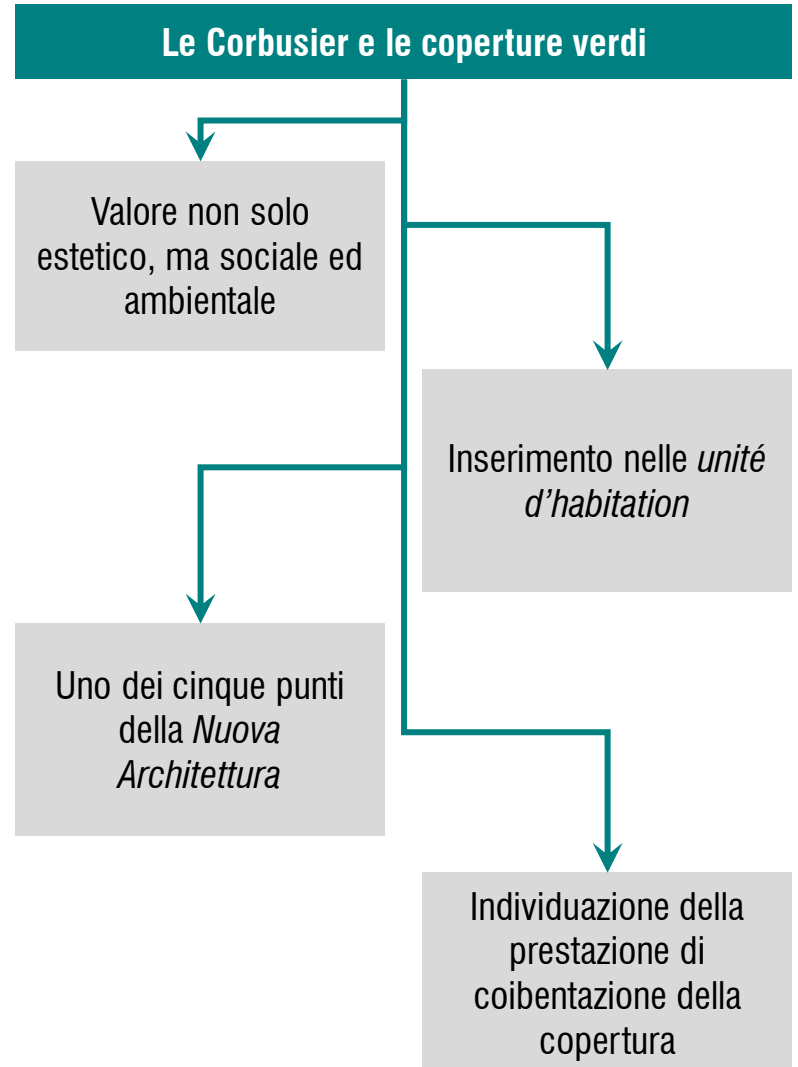 Le Corbusier e le coperture verdi
Valore non solo
estetico, ma sociale ed
ambientale
Inserimento nelle unité
d’habitation
Uno dei cinque punti
della Nuova
Architettura
Individuazione della
prestazione di
coibentazione della
copertura